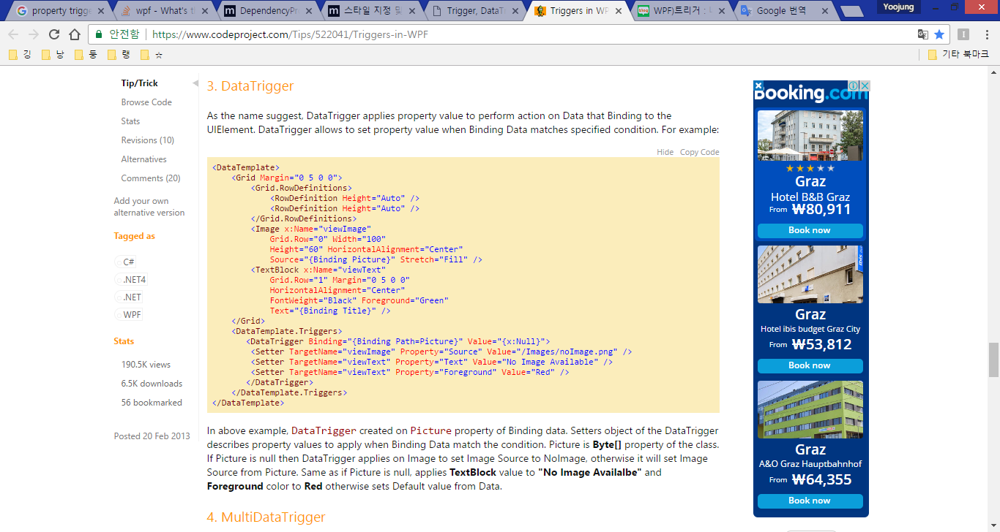 property trigge
wpf - What's t
DependencyPr
스타일 지정 및
Trigger, DataT
Triggers in WP
WPF)트리거 : 네
Google 번역
Yoojung
안전함
https://www.codeproject.com/Tips/522041/Triggers-in-WPF
깅
낭
둥
랭
☆
기타 북마크
Tip/Trick
Browse Code
Stats
Revisions (10)
Alternatives
Comments (20)
Add your own
alternative version
Tagged as
C#
.NET4
.NET
WPF
Stats
190.5K views
6.5K downloads
56 bookmarked
Posted 20 Feb 2013
3. DataTrigger
As the name suggest, DataTrigger applies property value to perform action on Data that Binding to the
UIElement. DataTrigger allows to set property value when Binding Data matches specified condition. For example:
Hide Copy Code
<DataTemplate>
<Grid Margin="0 5 0 0">
<Grid.RowDefinitions>
<RowDefinition Height="Auto" />
<RowDefinition Height="Auto" />
</Grid.RowDefinitions>
<Image x:Name="viewImage"
Grid.Row="0" Width="100"
Height="60" HorizontalAlignment="Center"
Source="{Binding Picture}" Stretch="Fill" />
<TextBlock x:Name="viewText"
Grid.Row="1" Margin="0 5 0 0"
HorizontalAlignment="Center"
FontWeight="Black" Foreground="Green"
Text="{Binding Title}" />
</Grid>
<DataTemplate.Triggers>
<DataTrigger Binding="{Binding Path=Picture}" Value="{x:Null}">
<Setter TargetName="viewImage" Property="Source" Value="/Images/noImage.png" />
<Setter TargetName="viewText" Property="Text" Value="No Image Available" />
<Setter TargetName="viewText" Property="Foreground" Value="Red" />
</DataTrigger>
</DataTemplate.Triggers>
</DataTemplate>
In above example, DataTrigger created on Picture property of Binding data. Setters object of the DataTrigger
describes property values to apply when Binding Data match the condition. Picture is Byte[] property of the class.
If Picture is null then DataTrigger applies on Image to set Image Source to NoImage, otherwise it will set Image
Source from Picture. Same as if Picture is null, applies TextBlock value to "No Image Availalbe" and
Foreground color to Red otherwise sets Default value from Data.
4. MultiDataTrigger
Booking.com
Graz
Hotel B&B Graz
From ₩80,911
Book now
Graz
Hotel ibis budget Graz City
From ₩53,812
Book now
Graz
A&O Graz Hauptbahnhof
From ₩64,355
Book now